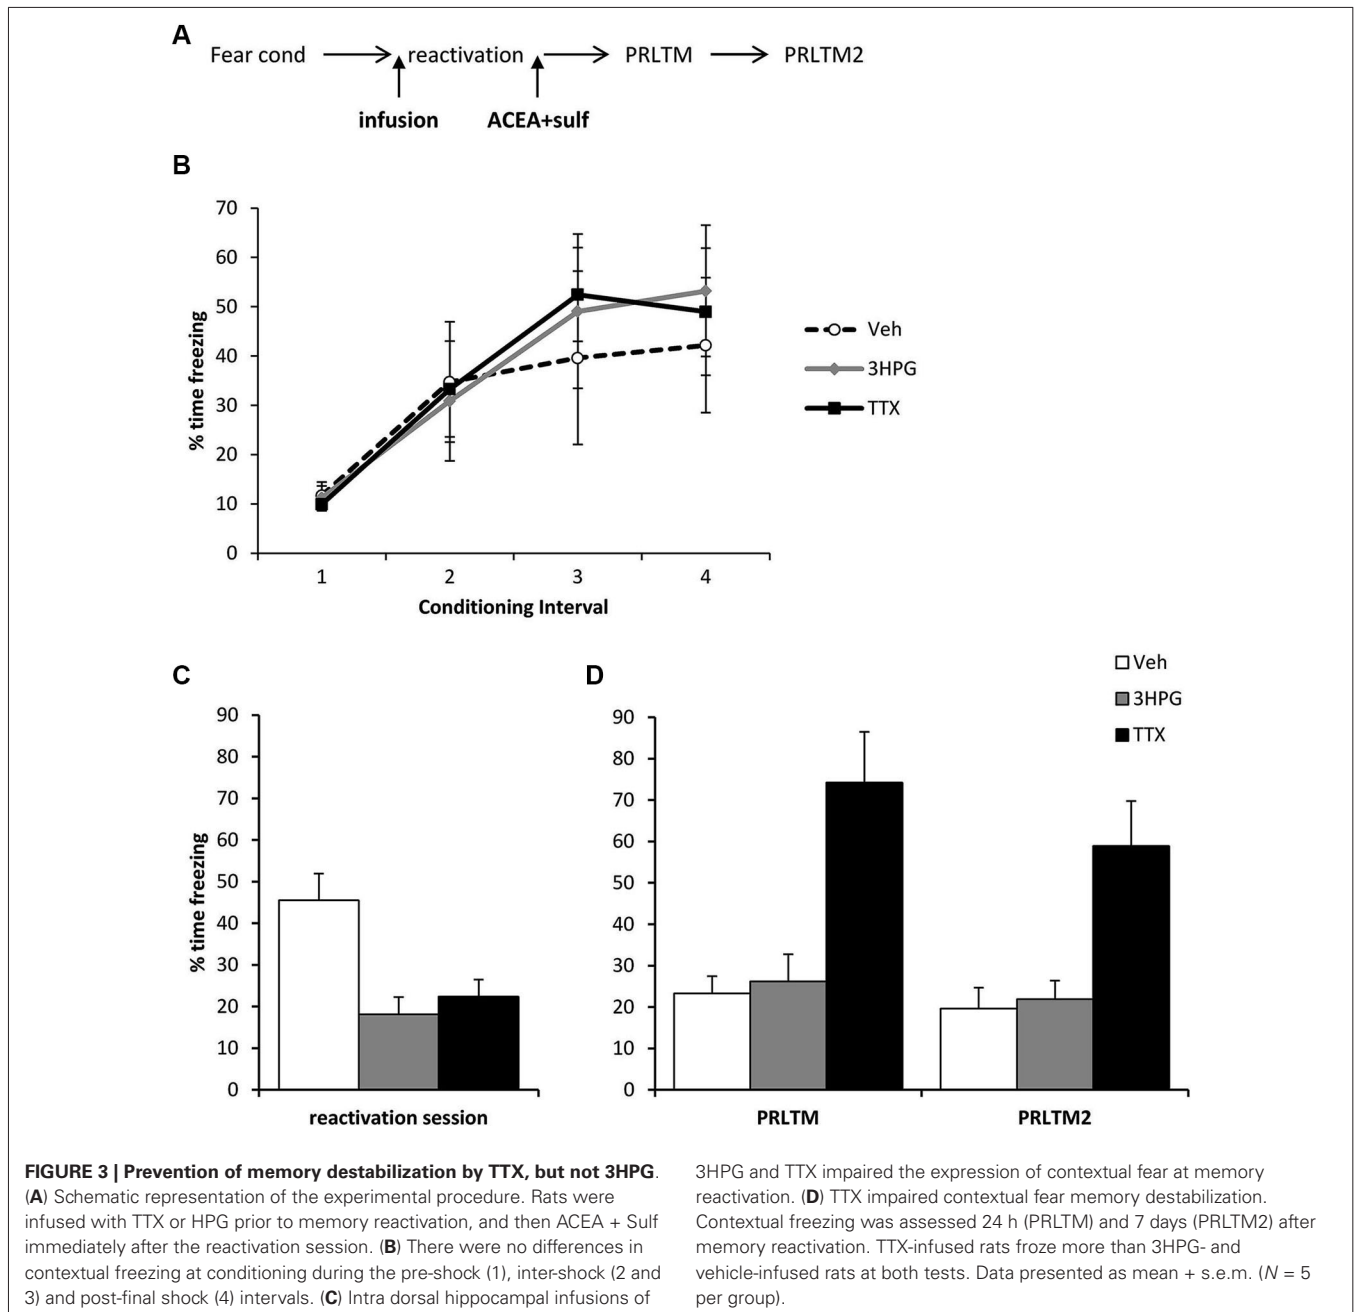 A
Fear cond reactivation PRLTM PRLTM2
infusion ACEA+sulf
B
70
60
50
40
30
20
10
0
% time freezing
1 2 3 4
Conditioning Interval
Veh
3HPG
TTX
C
90
80
70
60
50
40
30
20
10
0
% time freezing
reactivation session
D
90
80
70
60
50
40
30
20
10
0
PRLTM PRLTM2
Veh
3HPG
TTX
FIGURE 3 | Prevention of memory destabilization by TTX, but not 3HPG.
(A) Schematic representation of the experimental procedure. Rats were
infused with TTX or HPG prior to memory reactivation, and then ACEA + Sulf
immediately after the reactivation session. (B) There were no differences in
contextual freezing at conditioning during the pre-shock (1), inter-shock (2 and
3) and post-final shock (4) intervals. (C) Intra dorsal hippocampal infusions of
3HPG and TTX impaired the expression of contextual fear at memory
reactivation. (D) TTX impaired contextual fear memory destabilization.
Contextual freezing was assessed 24 h (PRLTM) and 7 days (PRLTM2) after
memory reactivation. TTX-infused rats froze more than 3HPG- and
vehicle-infused rats at both tests. Data presented as mean + s.e.m. (N = 5
per group).